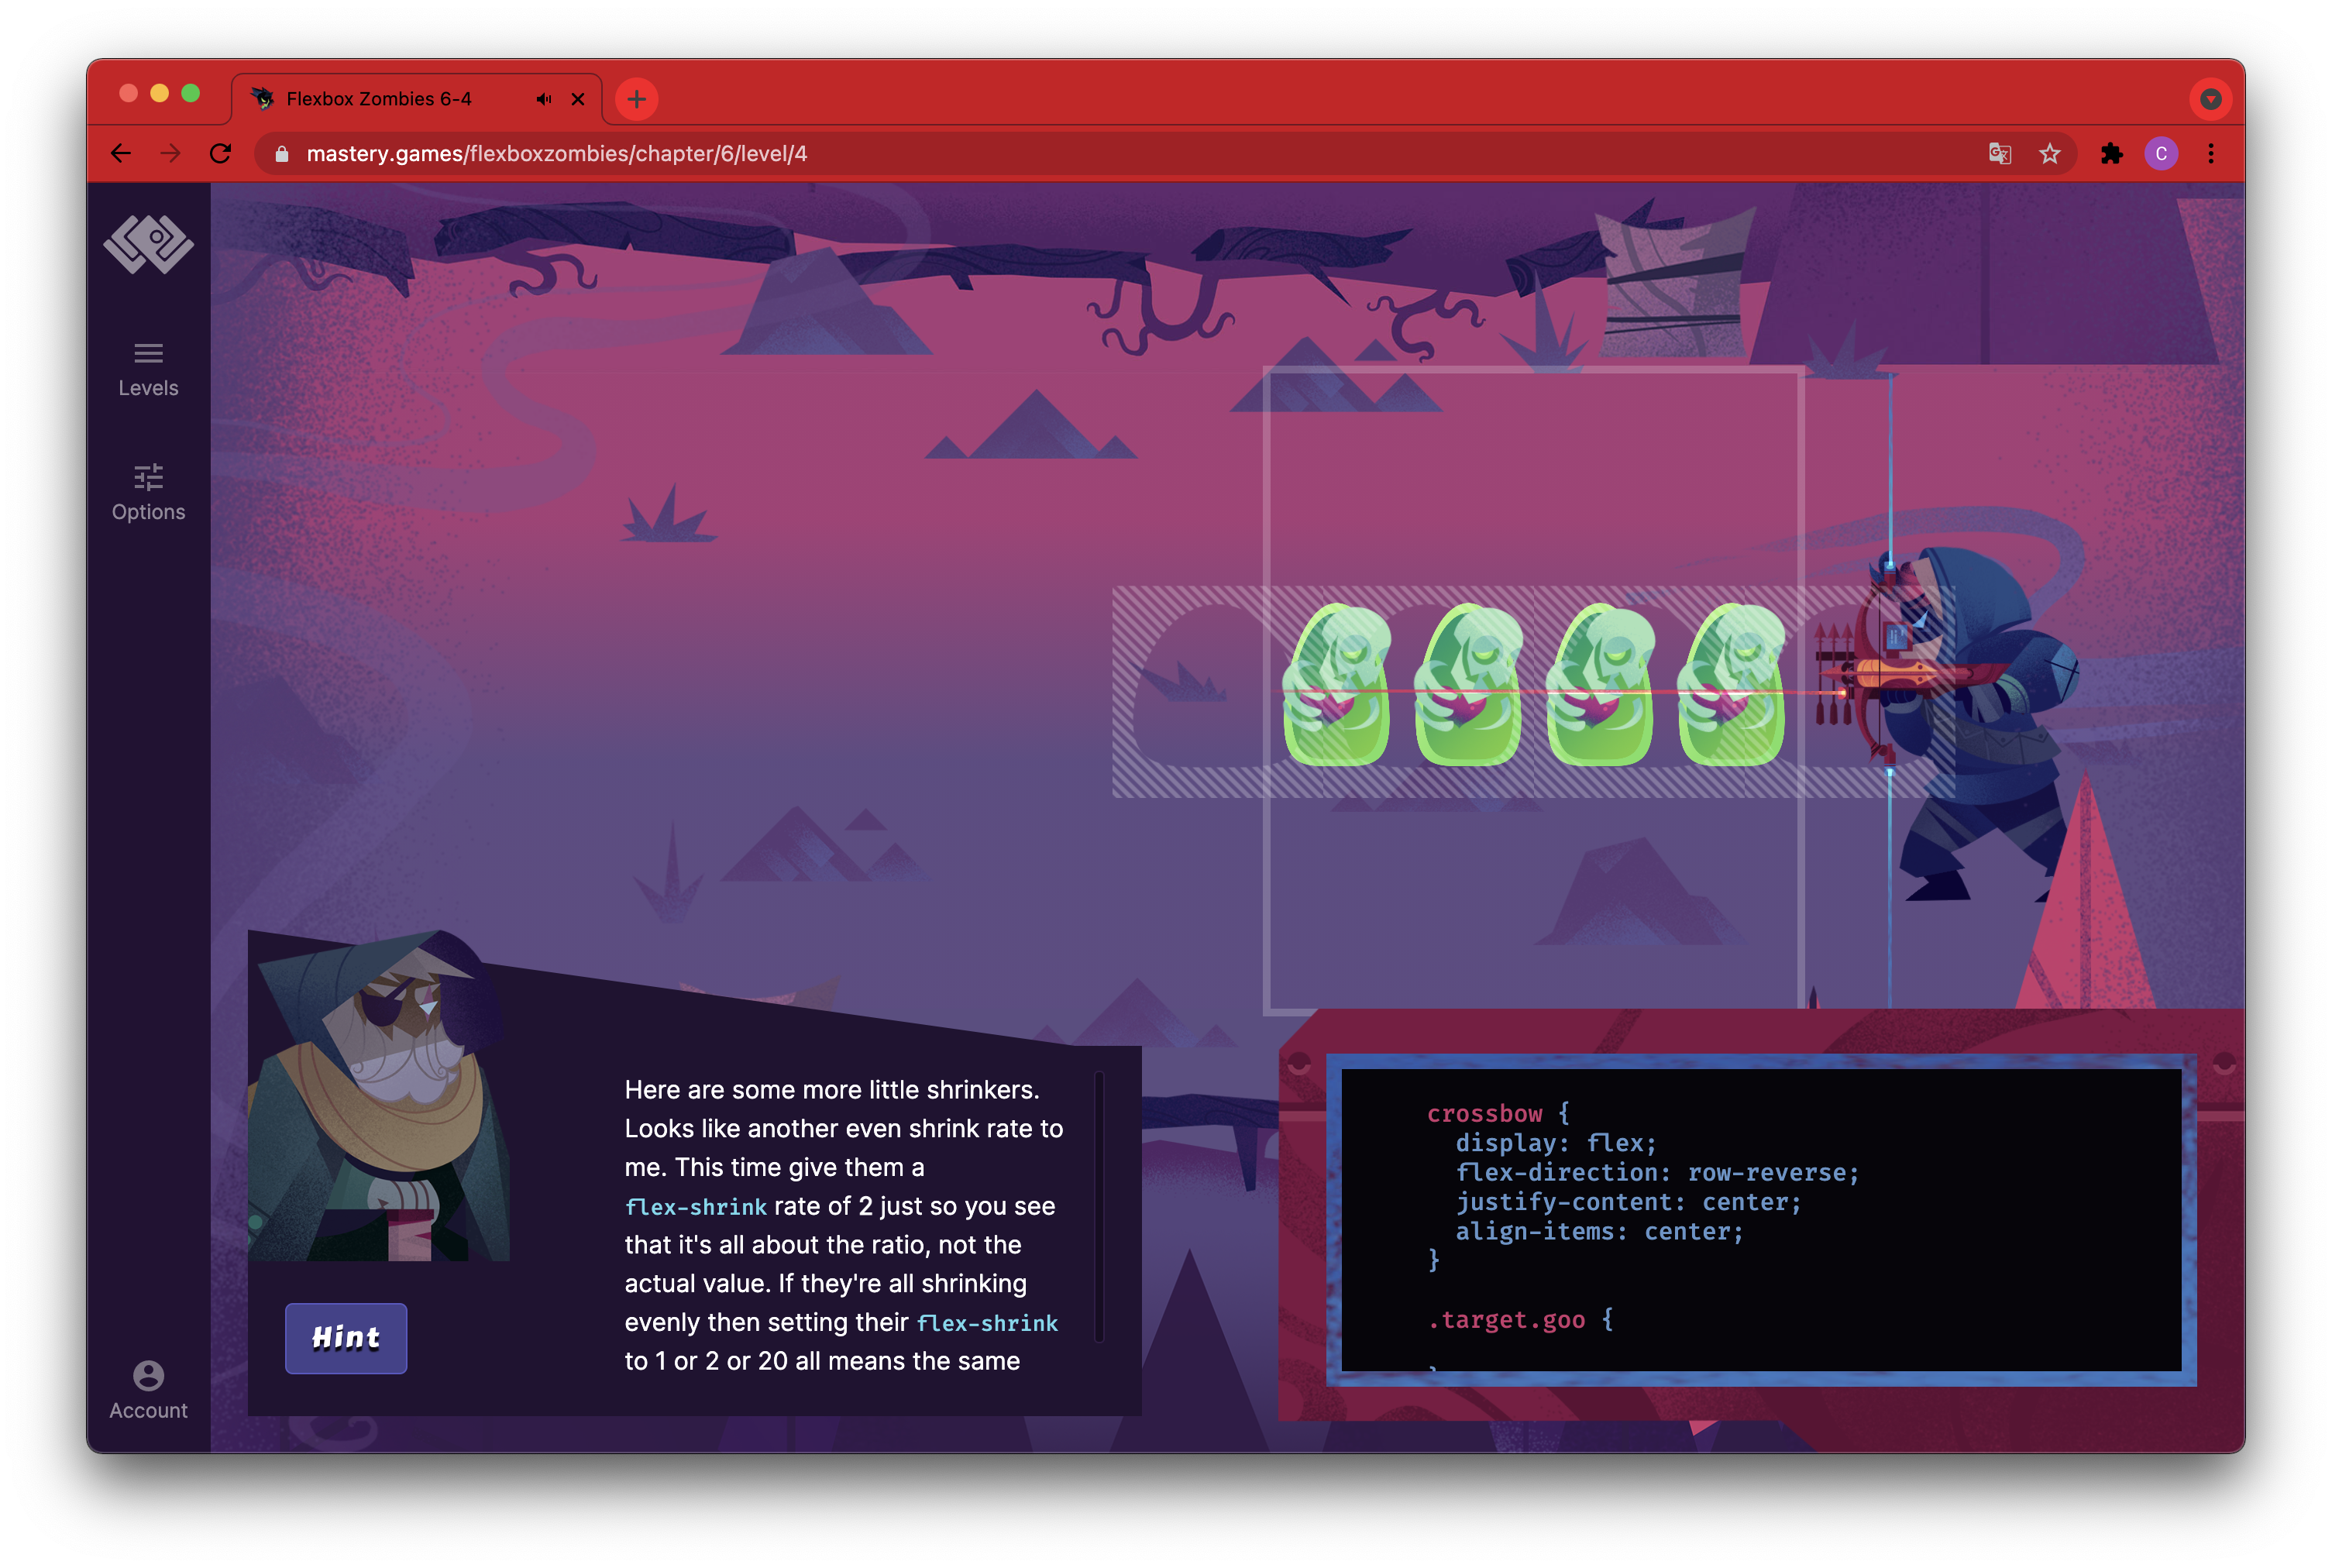 Flexbox Zombies 6-4
mastery.games/flexboxzombies/chapter/6/level/4
C
Levels
Options
Here are some more little shrinkers.
Looks like another even shrink rate to
me. This time give them a
flex-shrink rate of 2 just so you see
that it's all about the ratio, not the
actual value. If they're all shrinking
evenly then setting their flex-shrink
to 1 or 2 or 20 all means the same
Hint
Account
crossbow {
display: flex;
flex-direction: row-reverse;
justify-content: center;
align-items: center;
}
.target.goo {